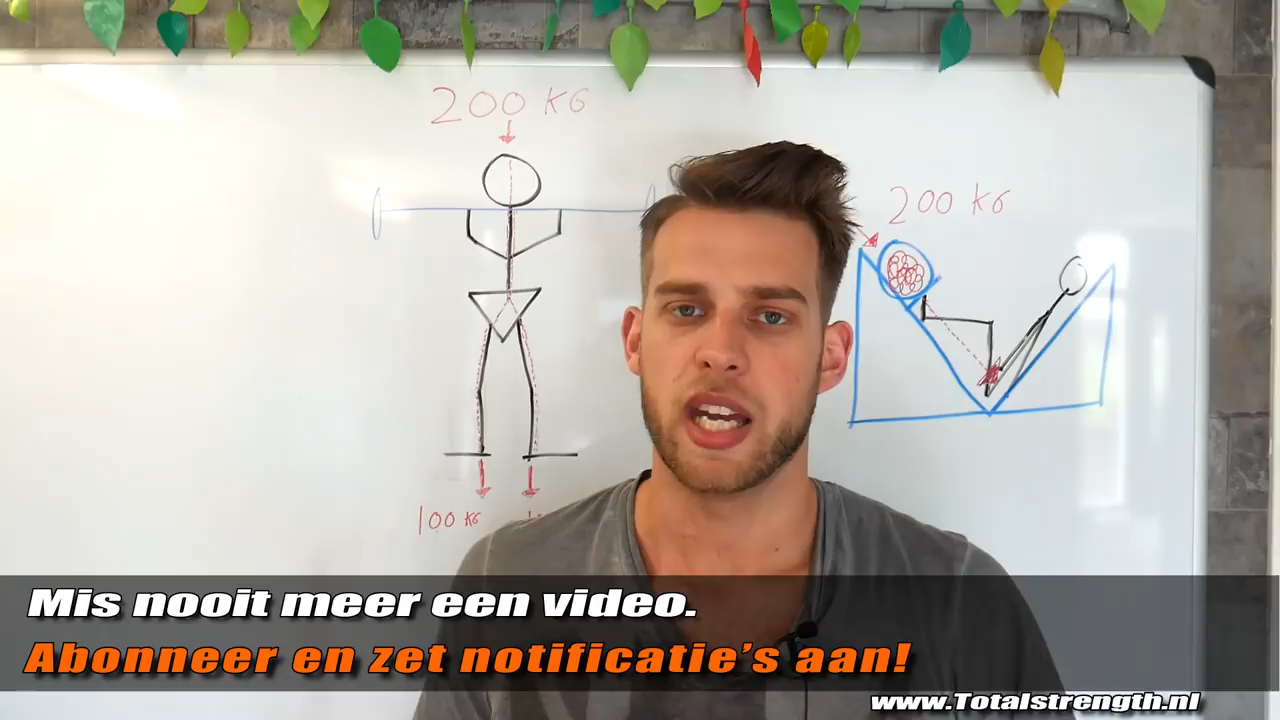 200 KG
200 KG
100 KG
Mis nooit meer een video.
Abonneer en zet notificatie's aan!
www.Totalstrength.nl